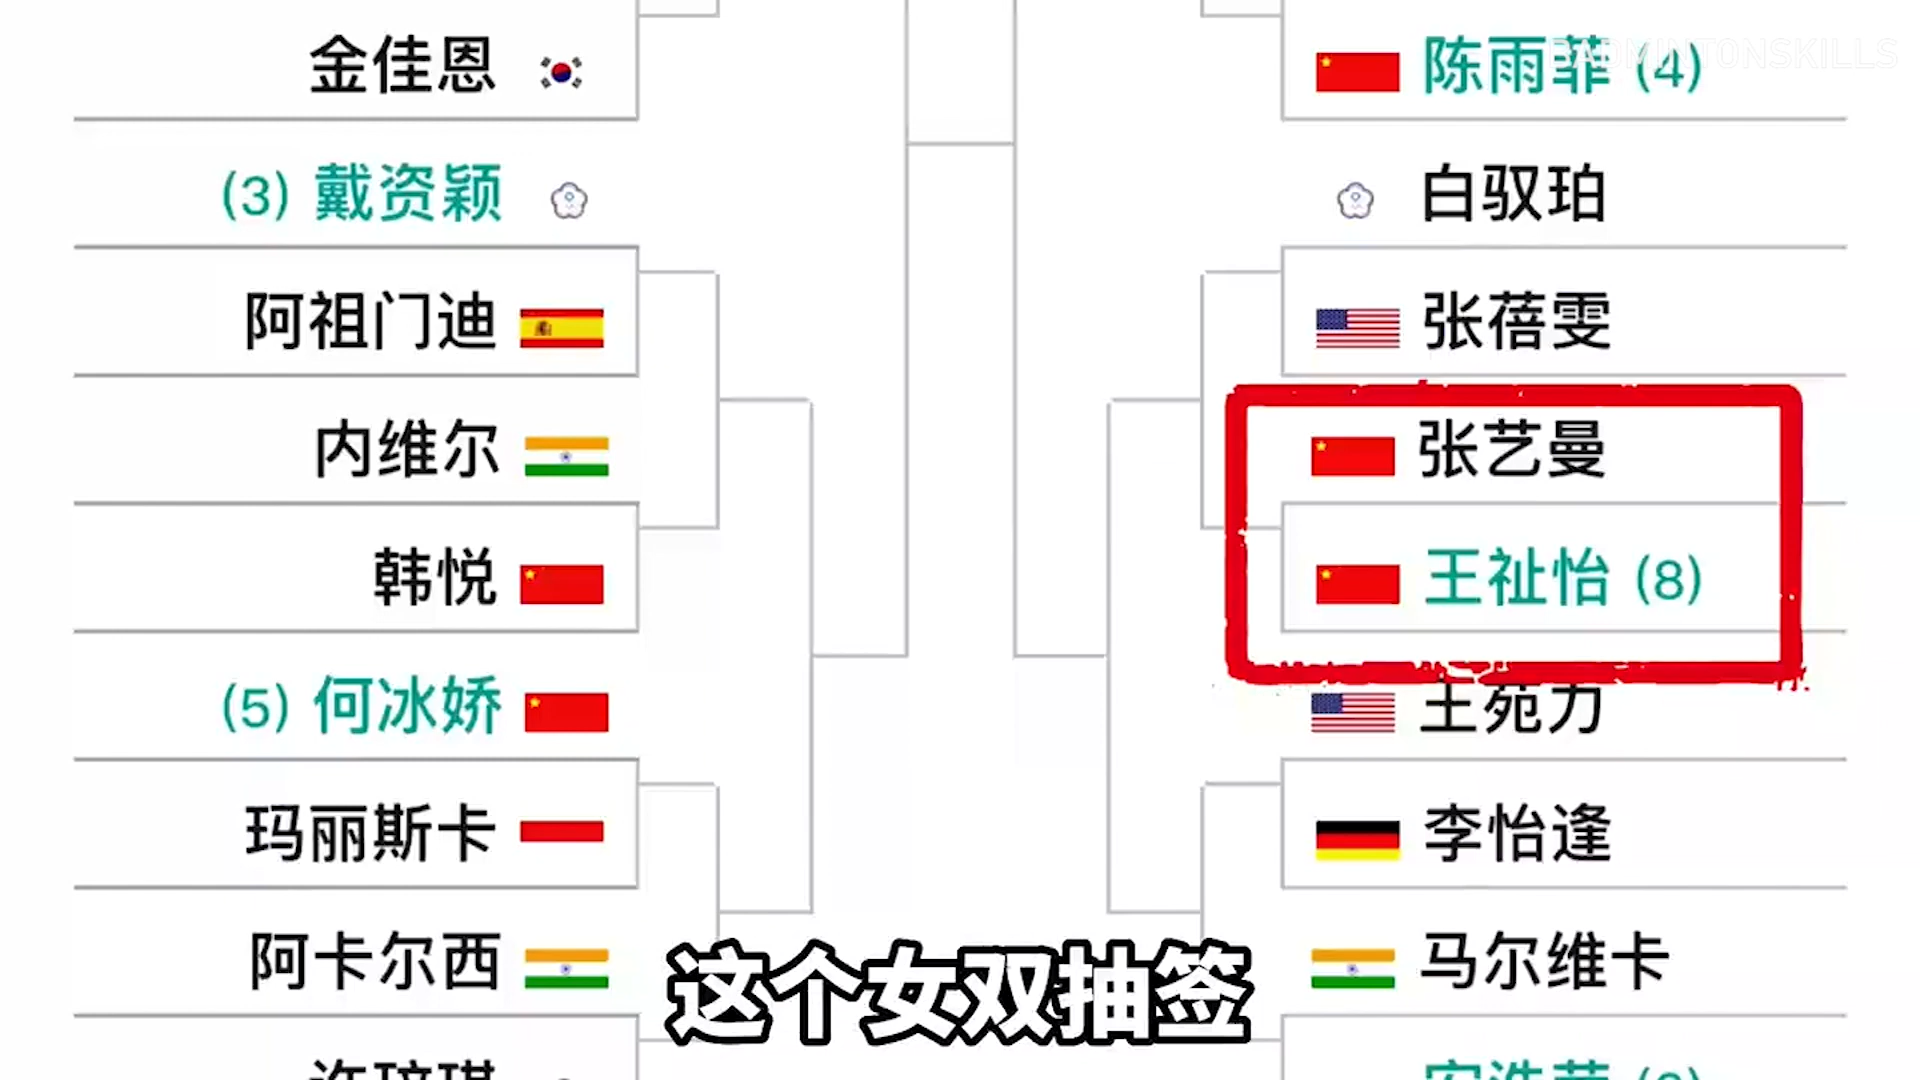 BADMINTONSKILLS
金佳恩
(3) 戴资颖
阿祖门迪
内维尔
韩悦
(5) 何冰娇
玛丽斯卡
阿卡尔西
陈雨菲 (4)
白驭珀
张蓓雯
张艺曼
王祉怡 (8)
王苑力
李怡逢
马尔维卡
这个女双抽签